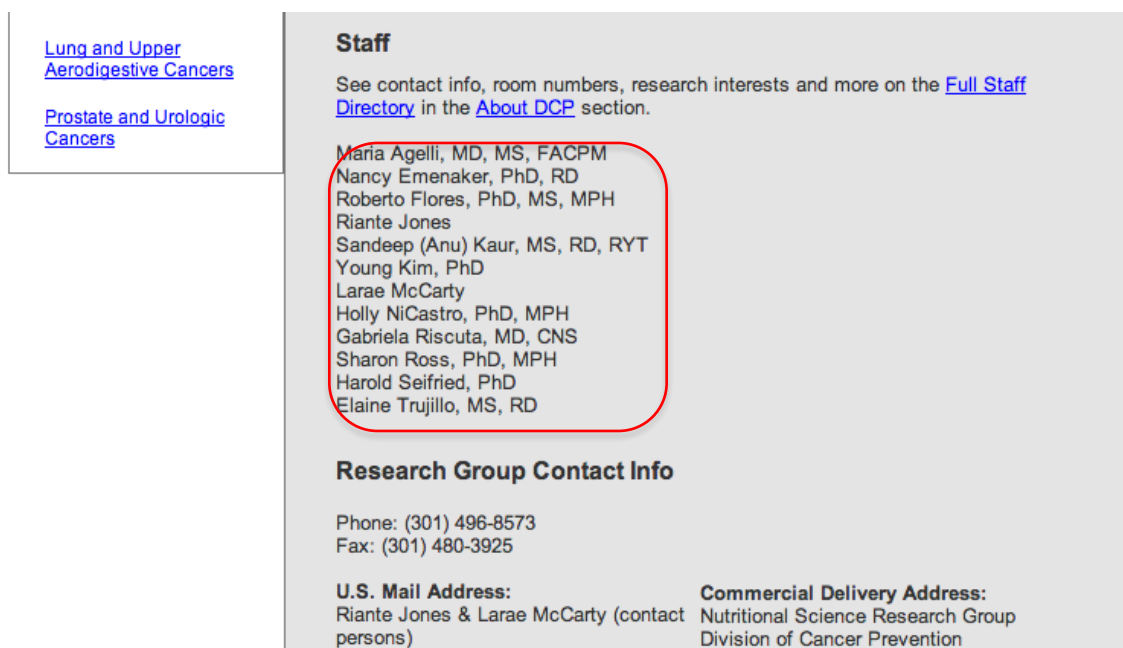 Lung and Upper
Aerodigestive Cancers
Prostate and Urologic
Cancers
Staff
See contact info, room numbers, research interests and more on the Full Staff
Directory in the About DCP section.
Maria Agelli, MD, MS, FACPM
Nancy Emenaker, PhD, RD
Roberto Flores, PhD, MS, MPH
Riante Jones
Sandeep (Anu) Kaur, MS, RD, RYT
Young Kim, PhD
Larae McCarty
Holly NiCastro, PhD, MPH
Gabriela Riscuta, MD, CNS
Sharon Ross, PhD, MPH
Harold Seifried, PhD
Elaine Trujillo, MS, RD
Research Group Contact Info
Phone: (301) 496-8573
Fax: (301) 480-3925
U.S. Mail Address:
Riante Jones & Larae McCarty (contact
persons)
Commercial Delivery Address:
Nutritional Science Research Group
Division of Cancer Prevention